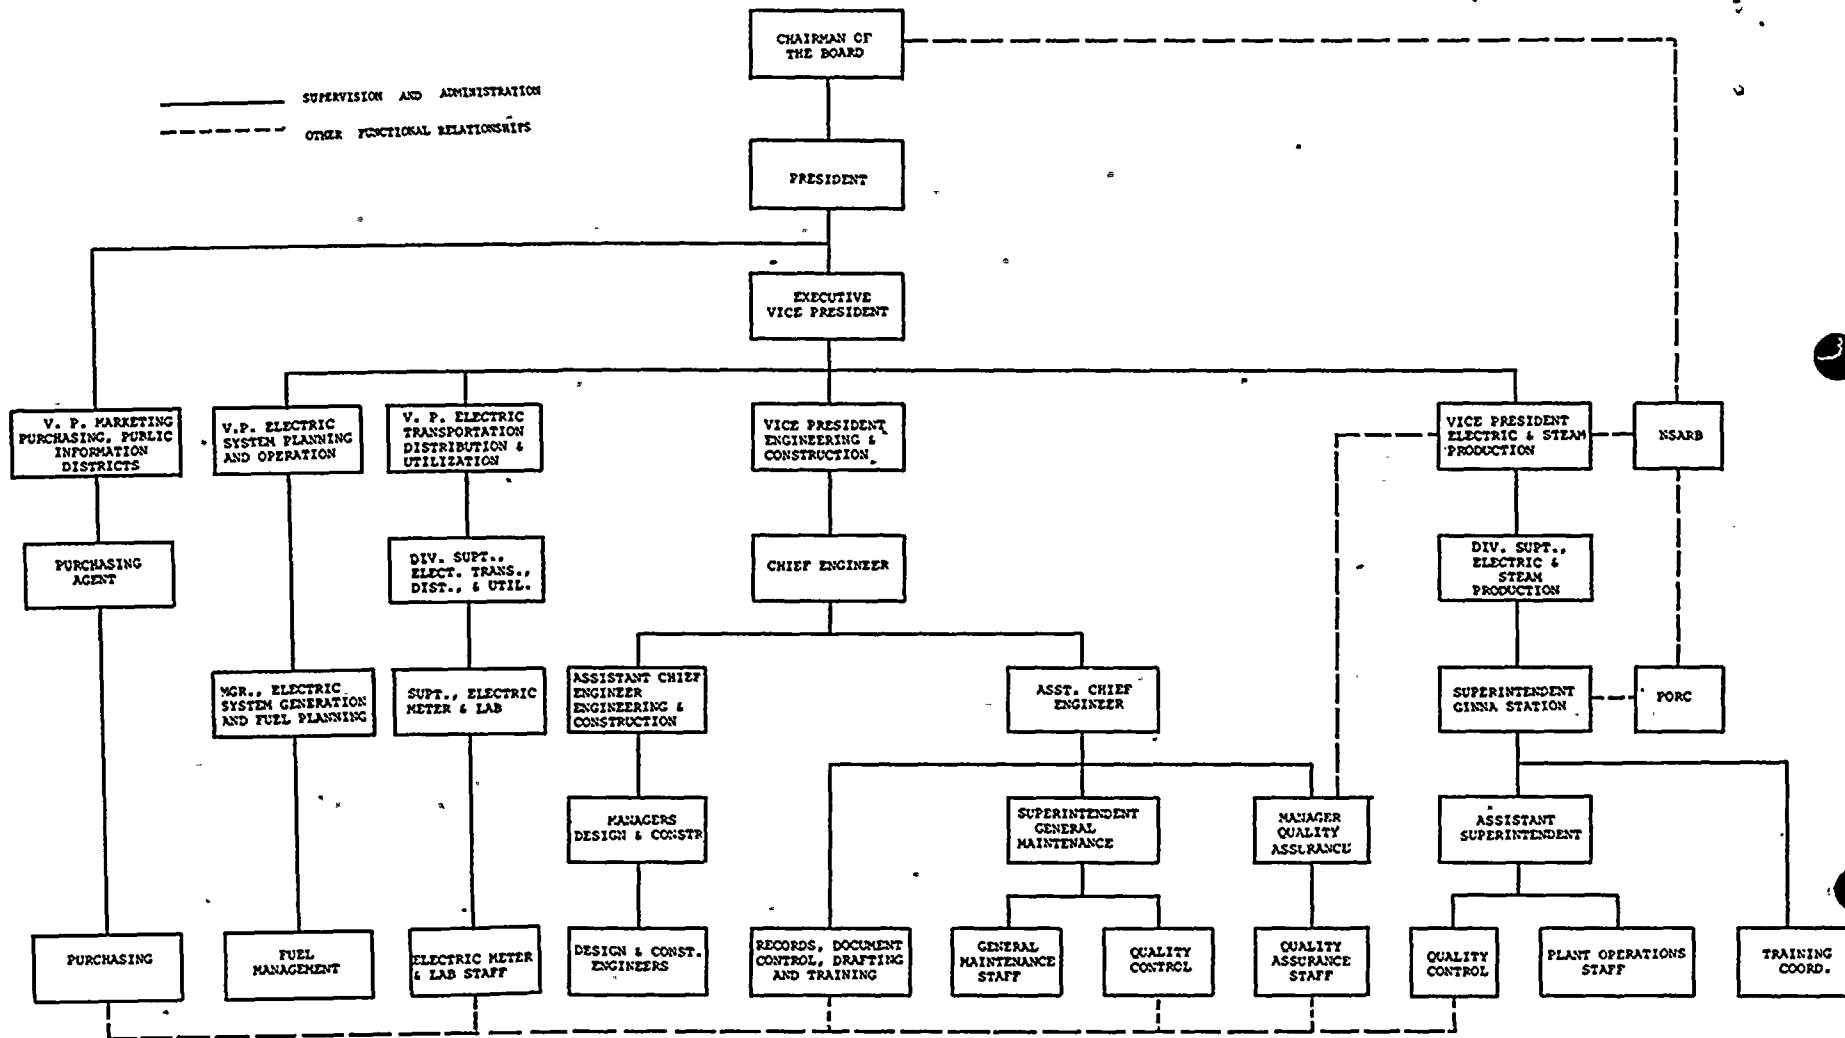 CHAIRMAN OF
THE BOARD
SUPERVISION AND ADMINISTRATION
OTHER FUNCTIONAL RELATIONSHIPS
PRESIDENT
EXECUTIVE
VICE PRESIDENT
V. P. MARKETING
PURCHASING, PUBLIC
INFORMATION
DISTRICTS
V.P. ELECTRIC
SYSTEM PLANNING
AND OPERATION
V. P. ELECTRIC
TRANSPORTATION
DISTRIBUTION &
UTILIZATION
VICE PRESIDENT
ENGINEERING &
CONSTRUCTION
VICE PRESIDENT
ELECTRIC & STEAM
PRODUCTION
NSARB
PURCHASING
AGENT
DIV. SUPT.,
ELECT. TRANS.,
DIST., & UTIL.
CHIEF ENGINEER
DIV. SUPT.,
ELECTRIC &
STEAM
PRODUCTION
MGR., ELECTRIC
SYSTEM GENERATION
AND FUEL PLANNING
SUPT., ELECTRIC
METER & LAB
ASSISTANT CHIEF
ENGINEER
ENGINEERING &
CONSTRUCTION
ASST. CHIEF
ENGINEER
SUPERINTENDENT
GINNA STATION
PORC
MANAGERS
DESIGN & CONSTR
SUPERINTENDENT
GENERAL
MAINTENANCE
MANAGER
QUALITY
ASSURANCE
ASSISTANT
SUPERINTENDENT
PURCHASING
FUEL
MANAGEMENT
ELECTRIC METER
& LAB STAFF
DESIGN & CONST.
ENGINEERS
RECORDS, DOCUMENT
CONTROL, DRAFTING
AND TRAINING
GENERAL
MAINTENANCE
STAFF
QUALITY
CONTROL
QUALITY
ASSURANCE
STAFF
QUALITY
CONTROL
PLANT OPERATIONS
STAFF
TRAINING
COORD.